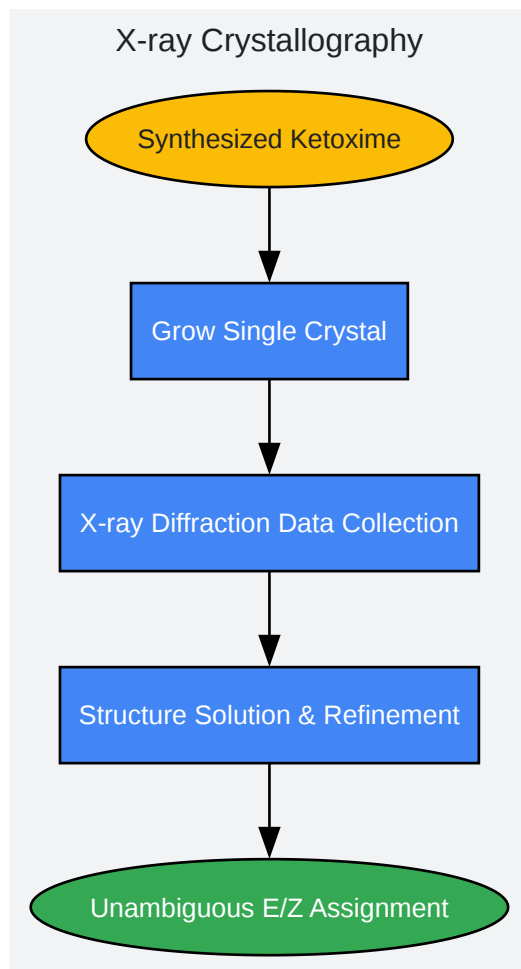 X-ray Crystallography
Synthesized Ketoxime
Grow Single Crystal
X-ray Diffraction Data Collection
Structure Solution & Refinement
Unambiguous E/Z Assignment